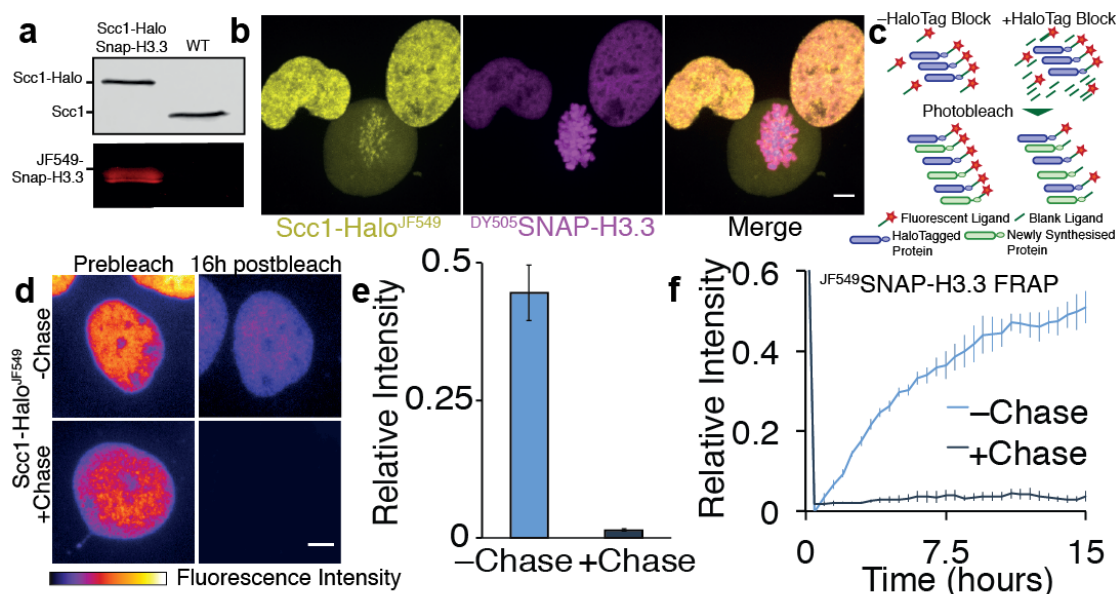 a
Scc1-Halo
Snap-H3.3
WT
Scc1-Halo
Scc1
JF549-
Snap-H3.3
b
Scc1-Halo^JF549
^DY505SNAP-H3.3
Merge
c
–HaloTag Block
+HaloTag Block
Photobleach
Fluorescent Ligand
Blank Ligand
HaloTagged
Protein
Newly Synthesised
Protein
d
Prebleach
16h postbleach
Scc1-Halo^JF549
-Chase
+Chase
Fluorescence Intensity
e
Relative Intensity
0.5
0.25
0
–Chase
+Chase
f
^JF549SNAP-H3.3 FRAP
Relative Intensity
0.6
0.4
0.2
0
–Chase
+Chase
0
7.5
15
Time (hours)